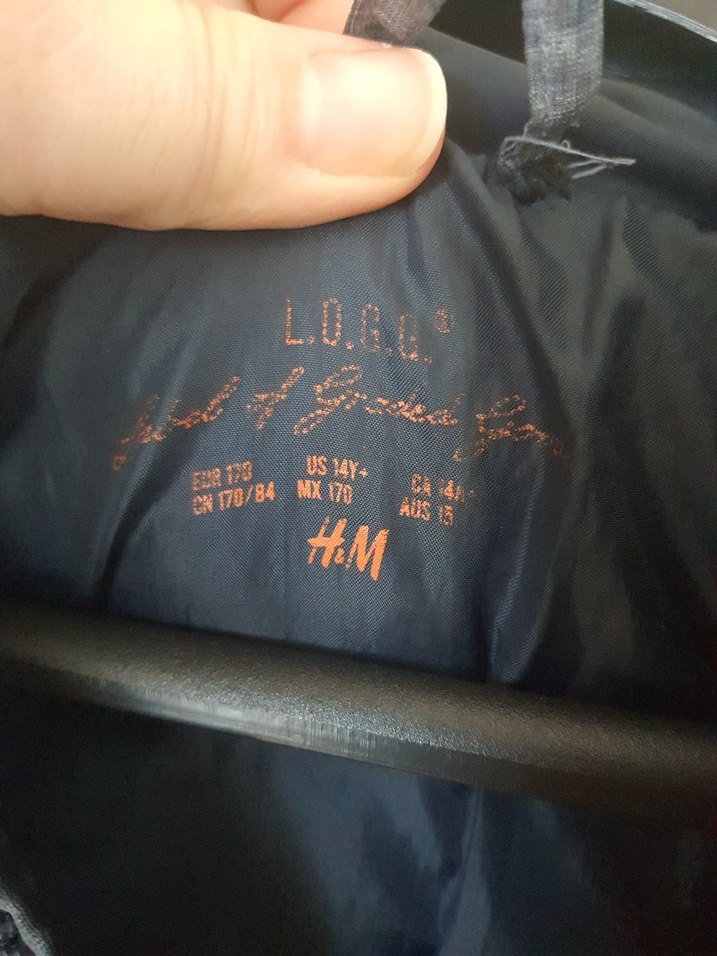 L.O.G.G.®
Label of Graded Goods
EUR 170 US 14Y+ CA 14A+
CN 170/84 MX 170 AUS 15
H&M